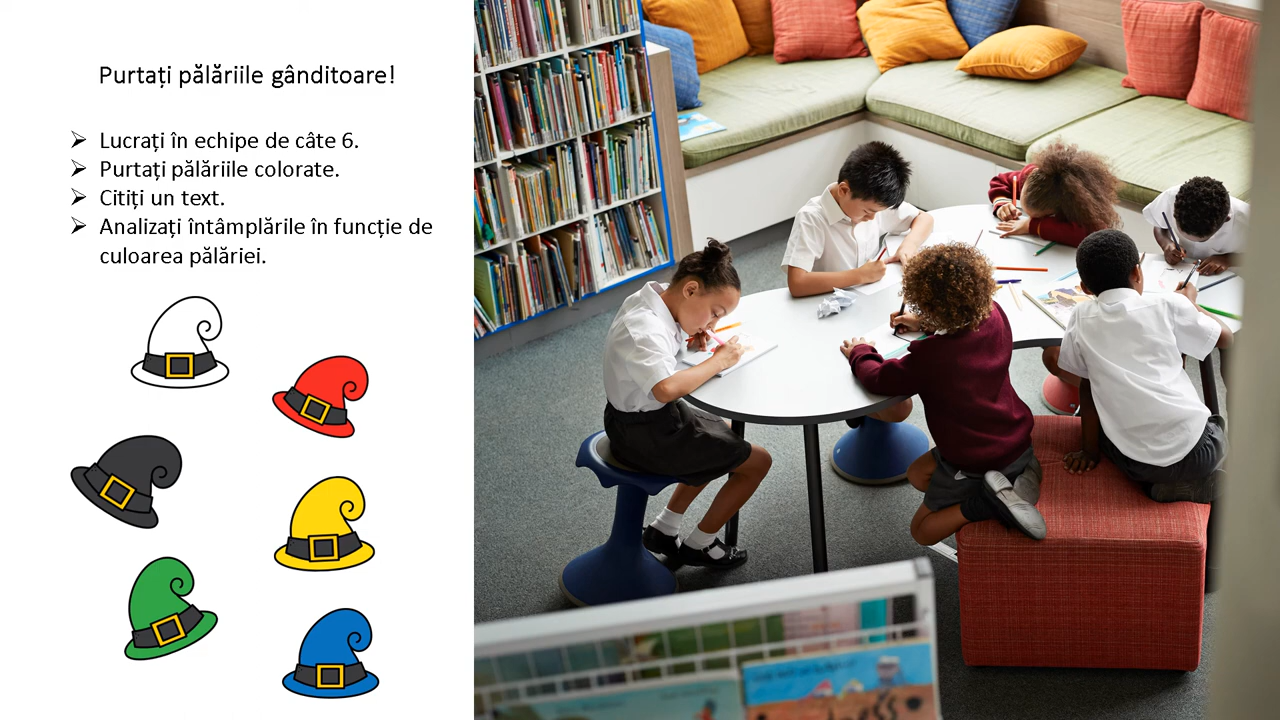 Purtați pălăriile gânditoare!
➢ Lucrați în echipe de câte 6.
➢ Purtați pălăriile colorate.
➢ Citiți un text.
➢ Analizați întâmplările în funcție de
culoarea pălăriei.